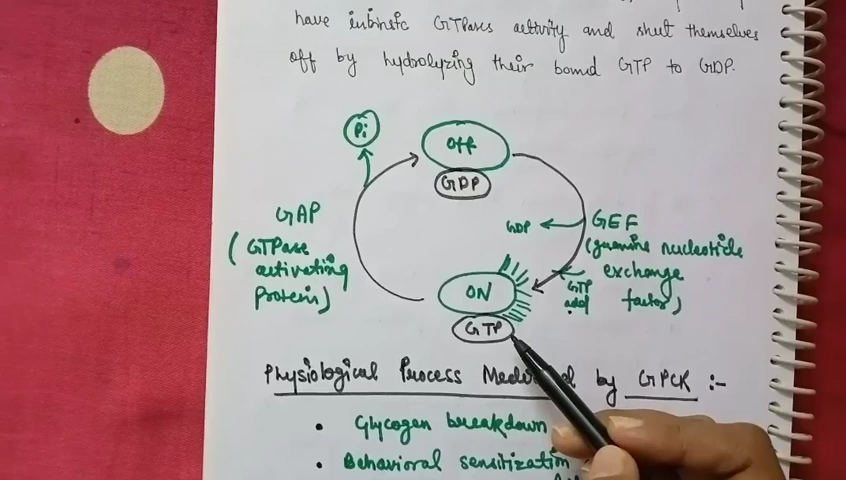 have intrinsic GTPases activity and shut themselves
off by hydrolyzing their bound GTP to GDP.
Pi
Off
GDP
GAP
(GTPase
activating
protein)
GDP
GEF
(guanine nucleotide
exchange
factor)
GTP
add
ON
GTP
Physiological Process by GPCR :-
• Glycogen breakdown
• Behavioral sensitization